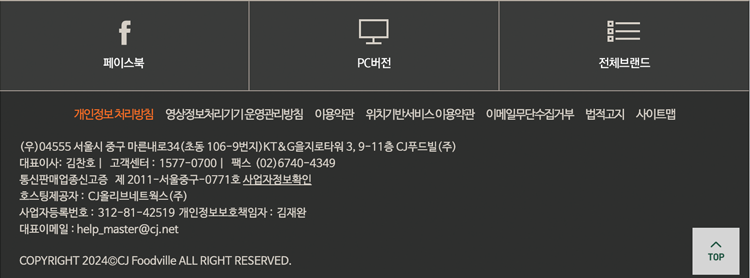 페이스북
PC버전
전체브랜드
개인정보 처리방침 영상정보처리기기 운영관리방침 이용약관 위치기반서비스 이용약관 이메일무단수집거부 법적고지 사이트맵
(우)04555 서울시 중구 마른내로34(초동 106-9번지)KT&G을지로타워 3, 9-11층 CJ푸드빌(주)
대표이사: 김찬호 | 고객센터 : 1577-0700 | 팩스 (02)6740-4349
통신판매업종신고증 제 2011-서울중구-0771호 사업자정보확인
호스팅제공자 : CJ올리브네트웍스(주)
사업자등록번호 : 312-81-42519 개인정보보호책임자 : 김재완
대표이메일 : help_master@cj.net
TOP
COPYRIGHT 2024©CJ Foodville ALL RIGHT RESERVED.